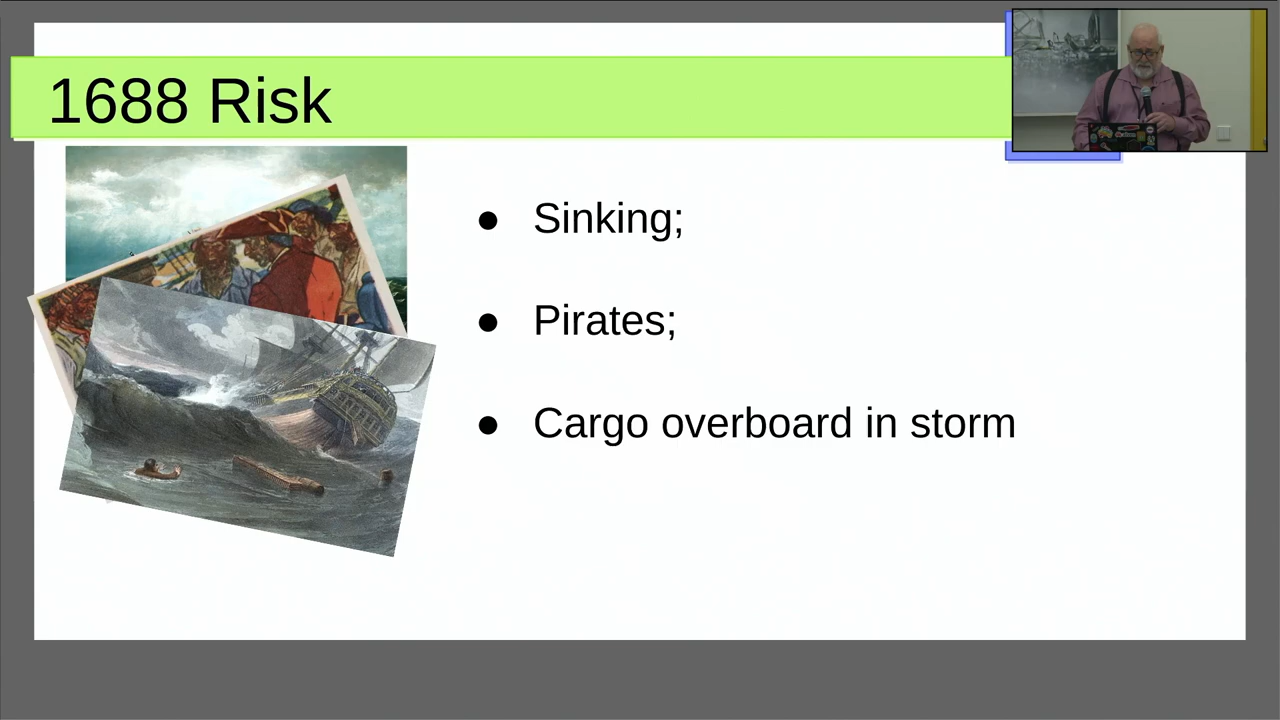 1688 Risk
● Sinking;
● Pirates;
● Cargo overboard in storm